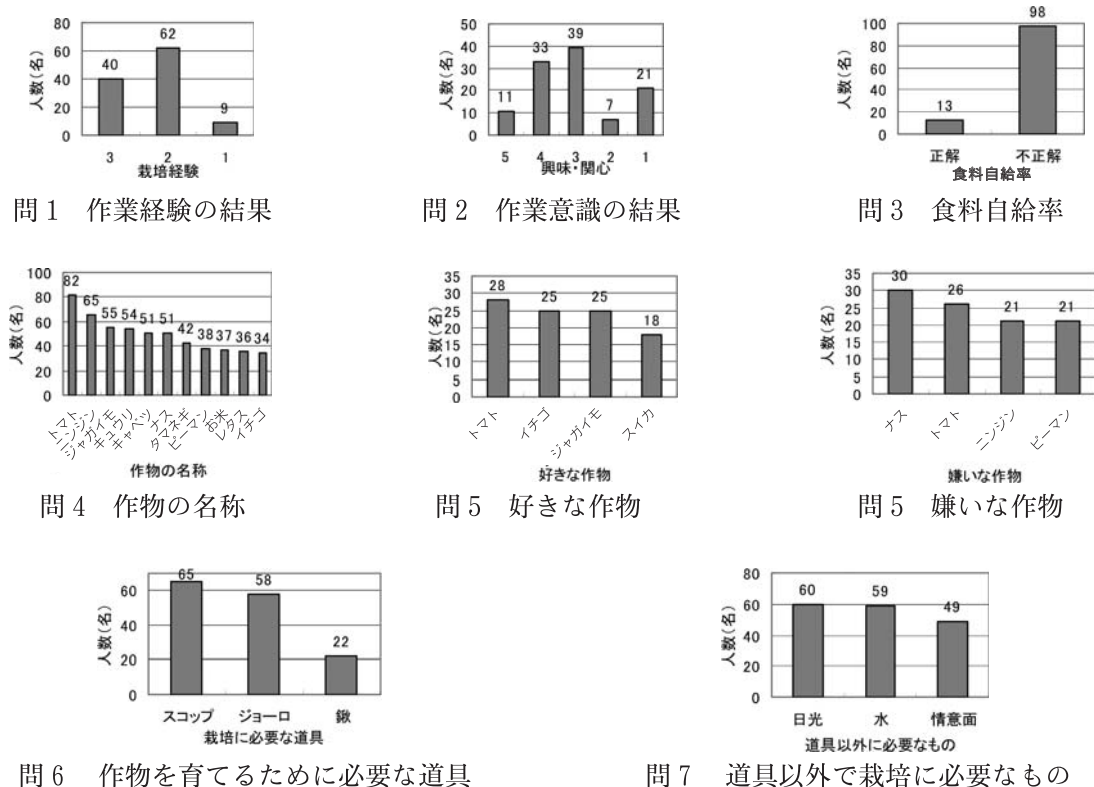 80
60
40
20
0
人数(名)
40
62
9
3 2 1
栽培経験
問1 作業経験の結果
50
40
30
20
10
0
人数(名)
11
33
39
7
21
5 4 3 2 1
興味・関心
問2 作業意識の結果
100
80
60
40
20
0
人数(名)
13
98
正解 不正解
食料自給率
問3 食料自給率
100
80
60
40
20
0
人数(名)
82
65
55
54
51
51
42
38
37
36
34
トマト
ニンジン
ジャガイモ
キュウリ
キャベツ
ナス
タマネギ
ピーマン
お米
レタス
イチゴ
作物の名称
問4 作物の名称
35
30
25
20
15
10
5
0
人数(名)
28
25
25
18
トマト
イチゴ
ジャガイモ
スイカ
好きな作物
問5 好きな作物
35
30
25
20
15
10
5
0
人数(名)
30
26
21
21
ナス
トマト
ニンジン
ピーマン
嫌いな作物
問5 嫌いな作物
60
40
20
0
人数(名)
65
58
22
スコップ ジョーロ 鍬
栽培に必要な道具
問6 作物を育てるために必要な道具
80
60
40
20
0
人数(名)
60
59
49
日光 水 情意面
道具以外に必要なもの
問7 道具以外で栽培に必要なもの